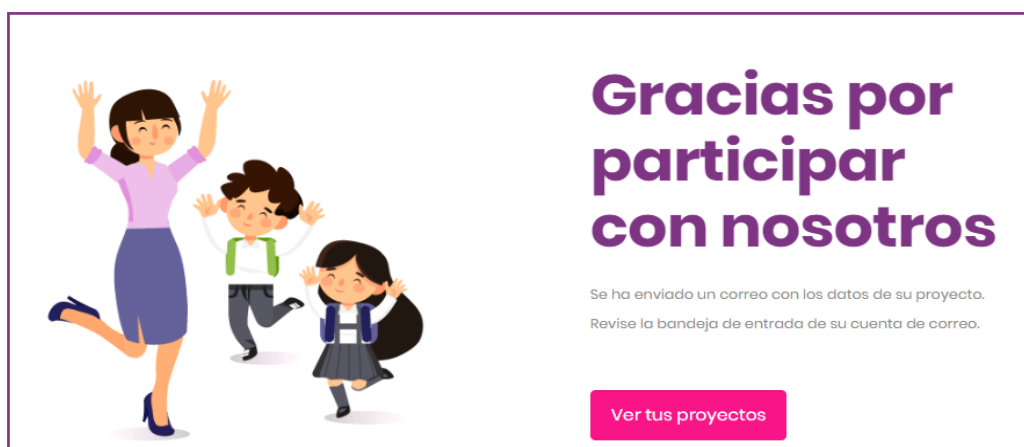 Gracias por
participar
con nosotros
Se ha enviado un correo con los datos de su proyecto.
Revise la bandeja de entrada de su cuenta de correo.
Ver tus proyectos